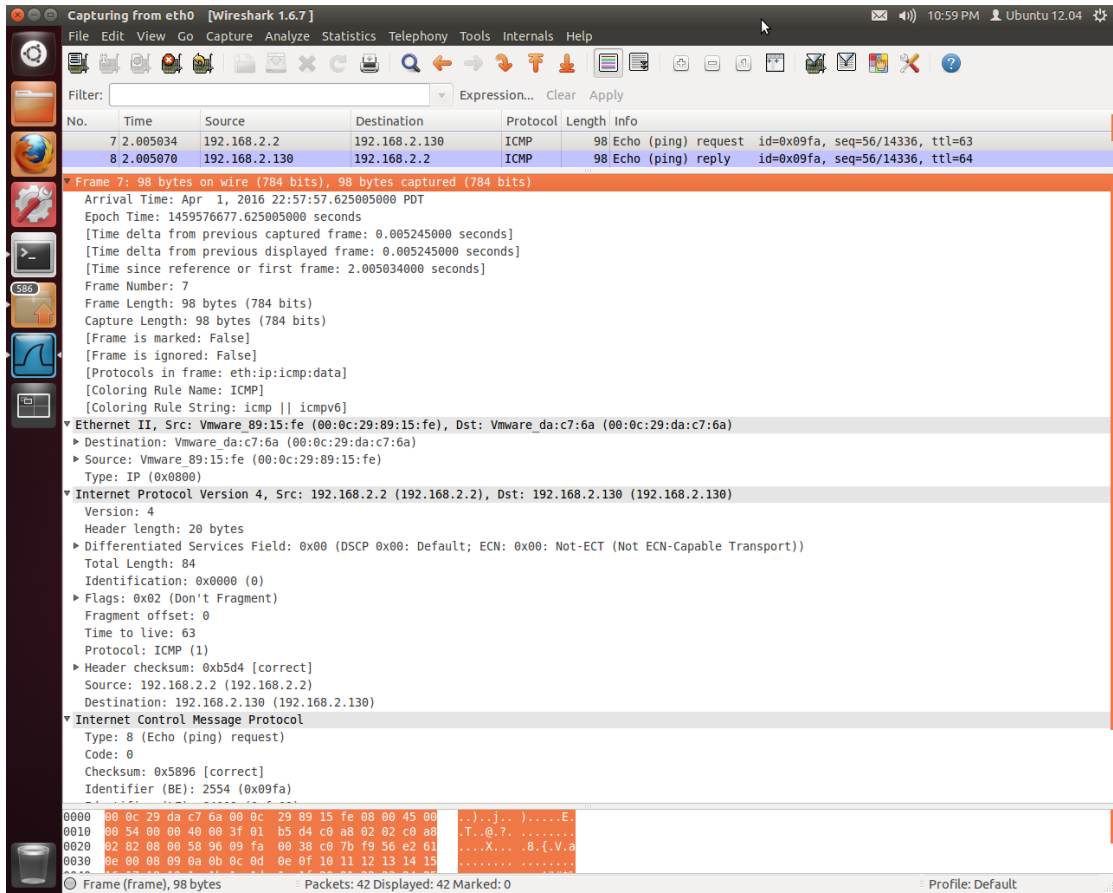 Capturing from eth0 [Wireshark 1.6.7 ] 10:59 PM Ubuntu 12.04
File Edit View Go Capture Analyze Statistics Telephony Tools Internals Help
Filter: Expression... Clear Apply
No. Time Source Destination Protocol Length Info
7 2.005034 192.168.2.2 192.168.2.130 ICMP 98 Echo (ping) request id=0x09fa, seq=56/14336, ttl=63
8 2.005070 192.168.2.130 192.168.2.2 ICMP 98 Echo (ping) reply id=0x09fa, seq=56/14336, ttl=64
Frame 7: 98 bytes on wire (784 bits), 98 bytes captured (784 bits)
Arrival Time: Apr 1, 2016 22:57:57.625005000 PDT
Epoch Time: 1459576677.625005000 seconds
[Time delta from previous captured frame: 0.005245000 seconds]
[Time delta from previous displayed frame: 0.005245000 seconds]
[Time since reference or first frame: 2.005034000 seconds]
Frame Number: 7
Frame Length: 98 bytes (784 bits)
Capture Length: 98 bytes (784 bits)
[Frame is marked: False]
[Frame is ignored: False]
[Protocols in frame: eth:ip:icmp:data]
[Coloring Rule Name: ICMP]
[Coloring Rule String: icmp || icmpv6]
586
Ethernet II, Src: Vmware_89:15:fe (00:0c:29:89:15:fe), Dst: Vmware_da:c7:6a (00:0c:29:da:c7:6a)
Destination: Vmware_da:c7:6a (00:0c:29:da:c7:6a)
Source: Vmware_89:15:fe (00:0c:29:89:15:fe)
Type: IP (0x0800)
Internet Protocol Version 4, Src: 192.168.2.2 (192.168.2.2), Dst: 192.168.2.130 (192.168.2.130)
Version: 4
Header length: 20 bytes
Differentiated Services Field: 0x00 (DSCP 0x00: Default; ECN: 0x00: Not-ECT (Not ECN-Capable Transport))
Total Length: 84
Identification: 0x0000 (0)
Flags: 0x02 (Don't Fragment)
Fragment offset: 0
Time to live: 63
Protocol: ICMP (1)
Header checksum: 0xb5d4 [correct]
Source: 192.168.2.2 (192.168.2.2)
Destination: 192.168.2.130 (192.168.2.130)
Internet Control Message Protocol
Type: 8 (Echo (ping) request)
Code: 0
Checksum: 0x5896 [correct]
Identifier (BE): 2554 (0x09fa)
0000 00 0c 29 da c7 6a 00 0c 29 89 15 fe 08 00 45 00 ..)..j.. ).....E.
0010 00 54 00 00 40 00 3f 01 b5 d4 c0 a8 02 02 c0 a8 .T..@.?. ........
0020 02 82 08 00 58 96 09 fa 00 38 c0 7b f9 56 e2 61 ....X... .8.{.V.a
0030 0e 00 08 09 0a 0b 0c 0d 0e 0f 10 11 12 13 14 15 ........ ........
Frame (frame), 98 bytes Packets: 42 Displayed: 42 Marked: 0 Profile: Default